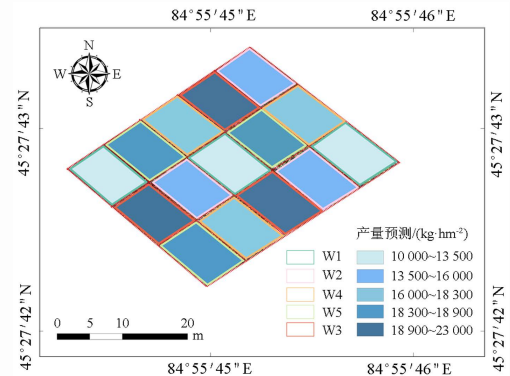 84°55′45″E 84°55′46″E
N
W E
S
45°27′43″N 45°27′43″N
产量预测/(kg·hm⁻²)
W1 10 000~13 500
W2 13 500~16 000
W4 16 000~18 300
W5 18 300~18 900
W3 18 900~23 000
45°27′42″N 45°27′42″N
0 5 10 20
m
84°55′45″E 84°55′46″E